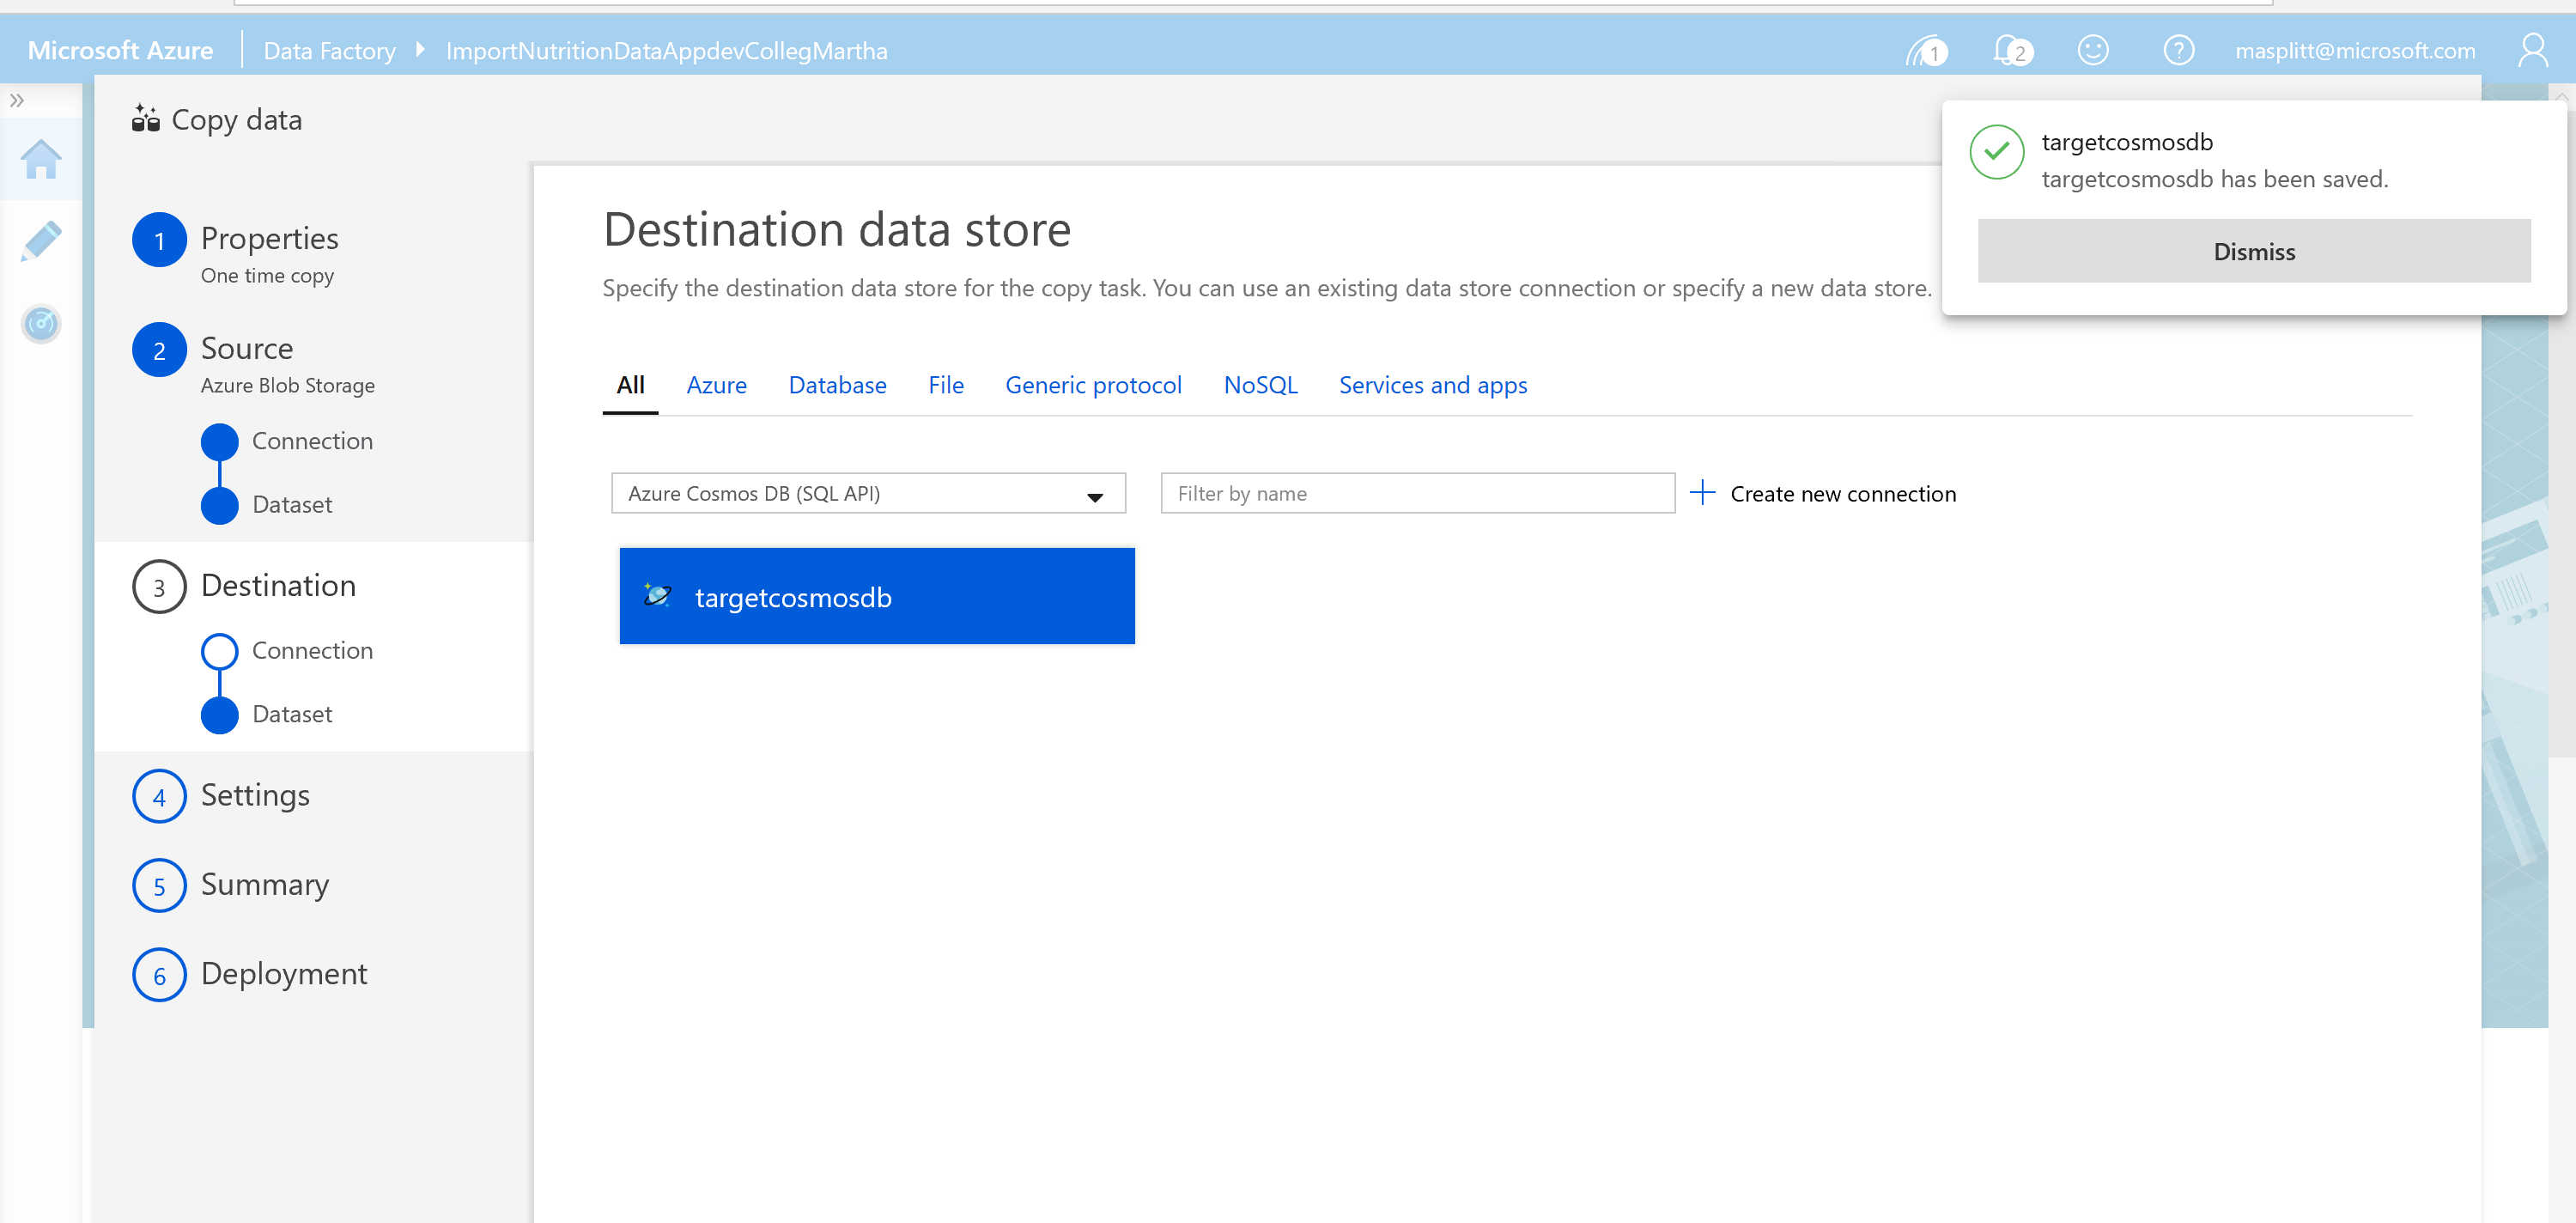 Microsoft Azure
Data Factory
ImportNutritionDataAppdevCollegMartha
1
2
masplitt@microsoft.com
Copy data
targetcosmosdb
targetcosmosdb has been saved.
Dismiss
1
Properties
One time copy
2
Source
Azure Blob Storage
Connection
Dataset
3
Destination
Connection
Dataset
4
Settings
5
Summary
6
Deployment
Destination data store
Specify the destination data store for the copy task. You can use an existing data store connection or specify a new data store.
All
Azure
Database
File
Generic protocol
NoSQL
Services and apps
Azure Cosmos DB (SQL API)
Filter by name
Create new connection
targetcosmosdb